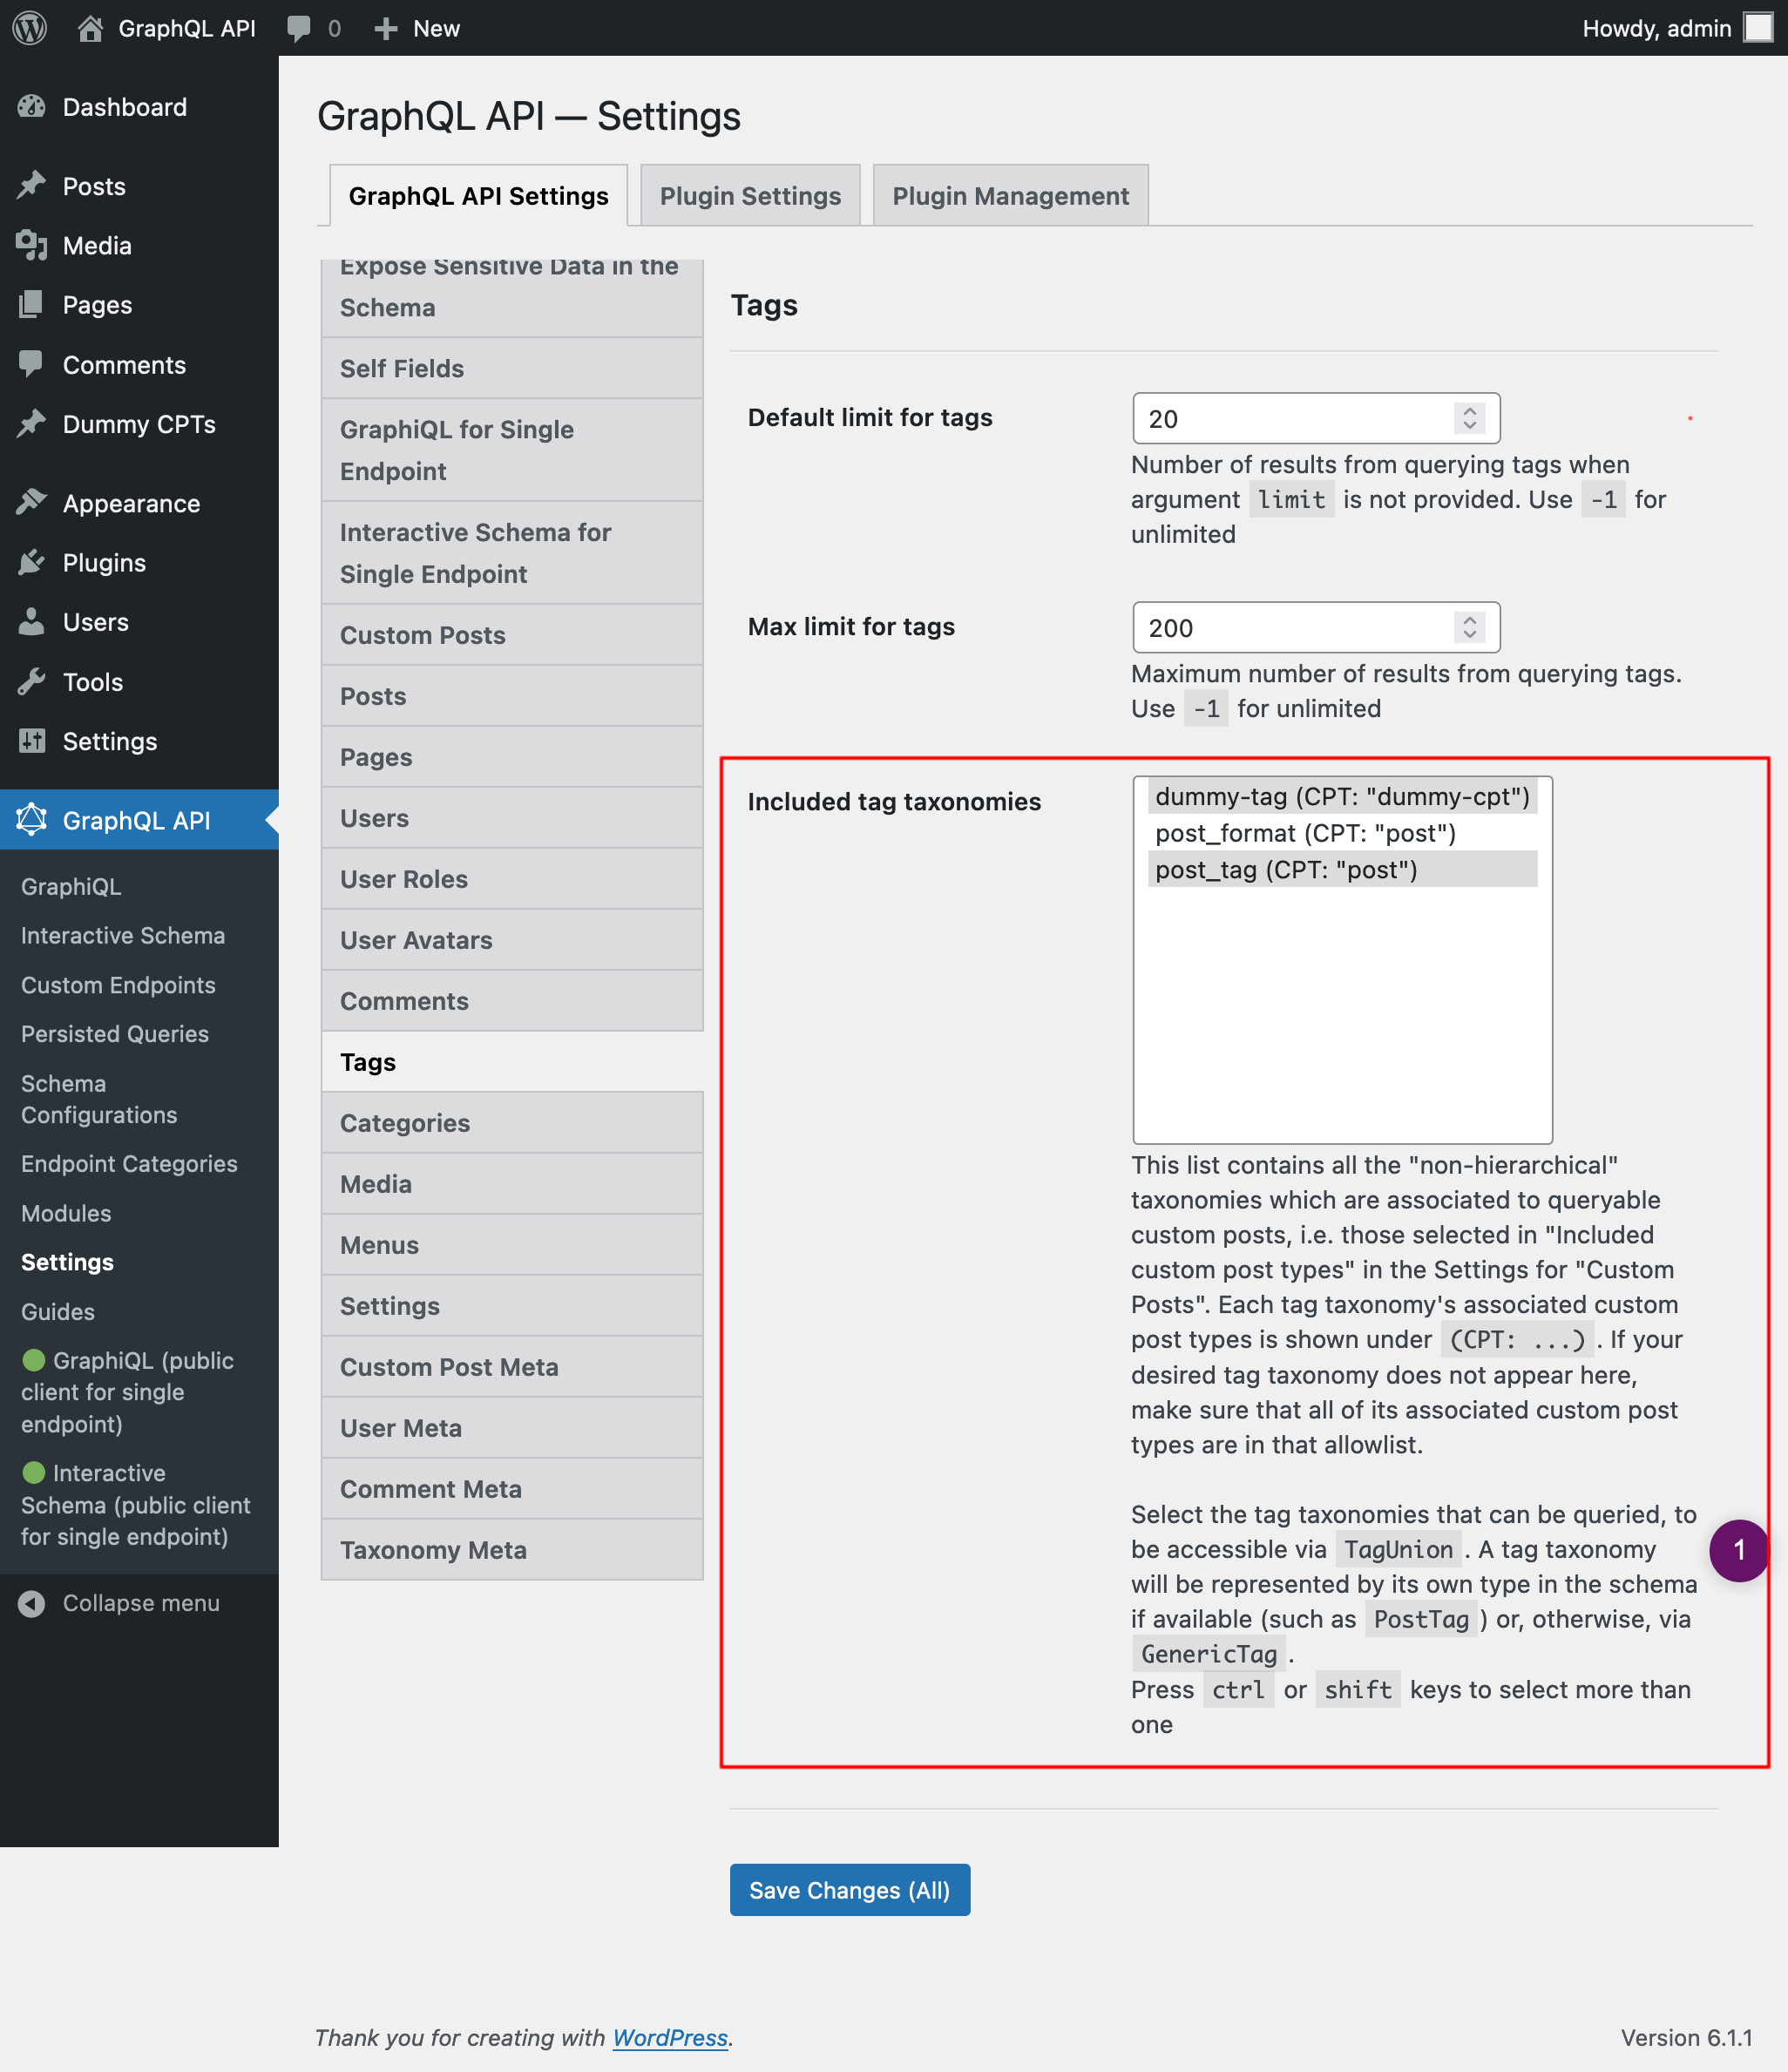 GraphQL API
0
New
Howdy, admin
Dashboard
Posts
Media
Pages
Comments
Dummy CPTs
Appearance
Plugins
Users
Tools
Settings
GraphQL API
GraphiQL
Interactive Schema
Custom Endpoints
Persisted Queries
Schema
Configurations
Endpoint Categories
Modules
Settings
Guides
GraphiQL (public
client for single
endpoint)
Interactive
Schema (public client
for single endpoint)
Collapse menu
GraphQL API — Settings
GraphQL API Settings
Plugin Settings
Plugin Management
Expose Sensitive Data in the
Schema
Self Fields
GraphiQL for Single
Endpoint
Interactive Schema for
Single Endpoint
Custom Posts
Posts
Pages
Users
User Roles
User Avatars
Comments
Tags
Categories
Media
Menus
Settings
Custom Post Meta
User Meta
Comment Meta
Taxonomy Meta
Tags
Default limit for tags
20
Number of results from querying tags when
argument limit is not provided. Use -1 for
unlimited
Max limit for tags
200
Maximum number of results from querying tags.
Use -1 for unlimited
Included tag taxonomies
dummy-tag (CPT: "dummy-cpt")
post_format (CPT: "post")
post_tag (CPT: "post")
This list contains all the "non-hierarchical"
taxonomies which are associated to queryable
custom posts, i.e. those selected in "Included
custom post types" in the Settings for "Custom
Posts". Each tag taxonomy's associated custom
post types is shown under (CPT: ...). If your
desired tag taxonomy does not appear here,
make sure that all of its associated custom post
types are in that allowlist.
Select the tag taxonomies that can be queried, to
be accessible via TagUnion. A tag taxonomy
will be represented by its own type in the schema
if available (such as PostTag) or, otherwise, via
GenericTag.
Press ctrl or shift keys to select more than
one
1
Save Changes (All)
Thank you for creating with WordPress.
Version 6.1.1